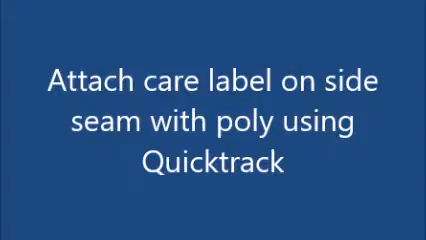 Attach care label on side
seam with poly using
Quicktrack